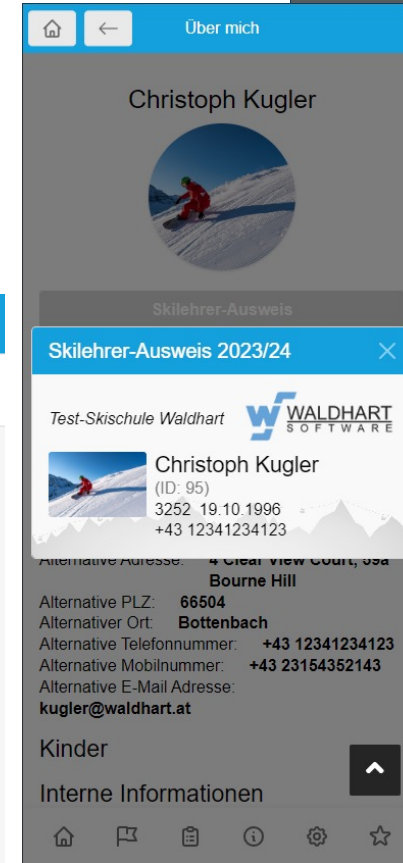 Über mich
Christoph Kugler
Skilehrer-Ausweis
Skilehrer-Ausweis 2023/24
Test-Skischule Waldhart
WALDHART
SOFTWARE
Christoph Kugler
(ID: 95)
3252 19.10.1996
+43 12341234123
Alternative Adresse: 4 Clear View Court, 59a
Bourne Hill
Alternative PLZ: 66504
Alternativer Ort: Bottenbach
Alternative Telefonnummer: +43 12341234123
Alternative Mobilnummer: +43 23154352143
Alternative E-Mail Adresse:
kugler@waldhart.at
Kinder
Interne Informationen